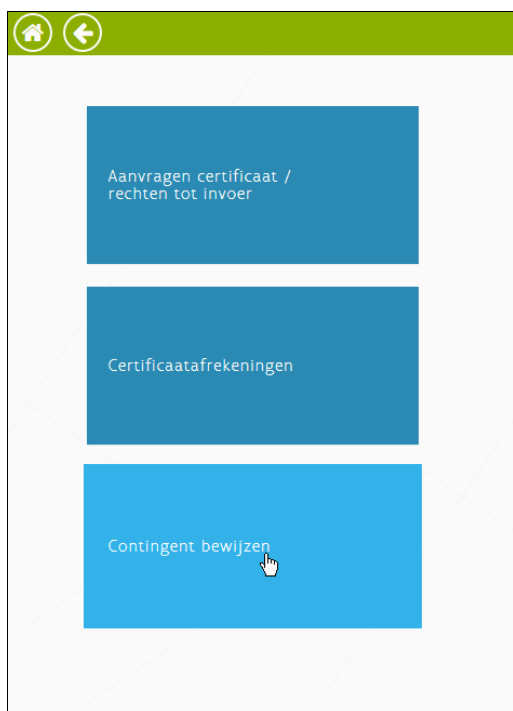 Aanvragen certificaat /
rechten tot invoer
Certificaatafrekeningen
Contingent bewijzen